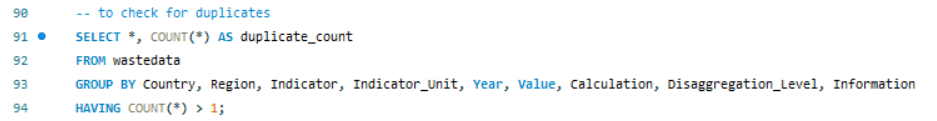 90 -- to check for duplicates
91 SELECT *, COUNT(*) AS duplicate_count
92 FROM wastedata
93 GROUP BY Country, Region, Indicator, Indicator_Unit, Year, Value, Calculation, Disaggregation_Level, Information
94 HAVING COUNT(*) > 1;